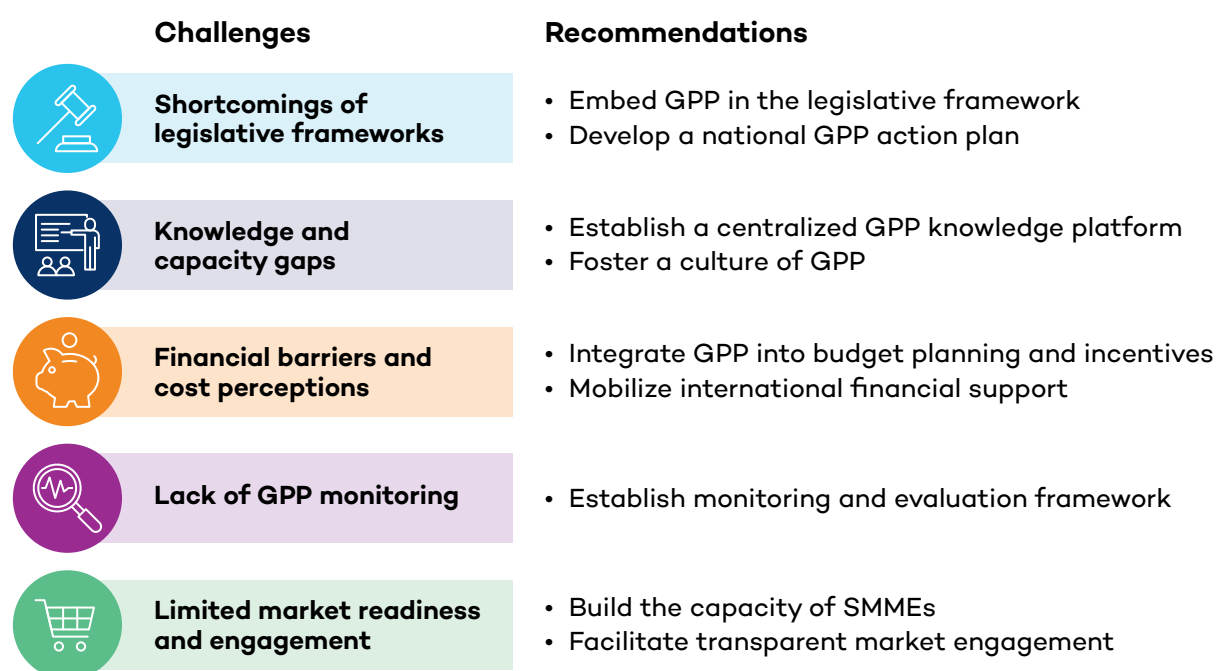 Challenges
Recommendations
Shortcomings of
legislative frameworks
• Embed GPP in the legislative framework
• Develop a national GPP action plan
Knowledge and
capacity gaps
• Establish a centralized GPP knowledge platform
• Foster a culture of GPP
Financial barriers and
cost perceptions
• Integrate GPP into budget planning and incentives
• Mobilize international financial support
Lack of GPP monitoring
• Establish monitoring and evaluation framework
Limited market readiness
and engagement
• Build the capacity of SMMEs
• Facilitate transparent market engagement